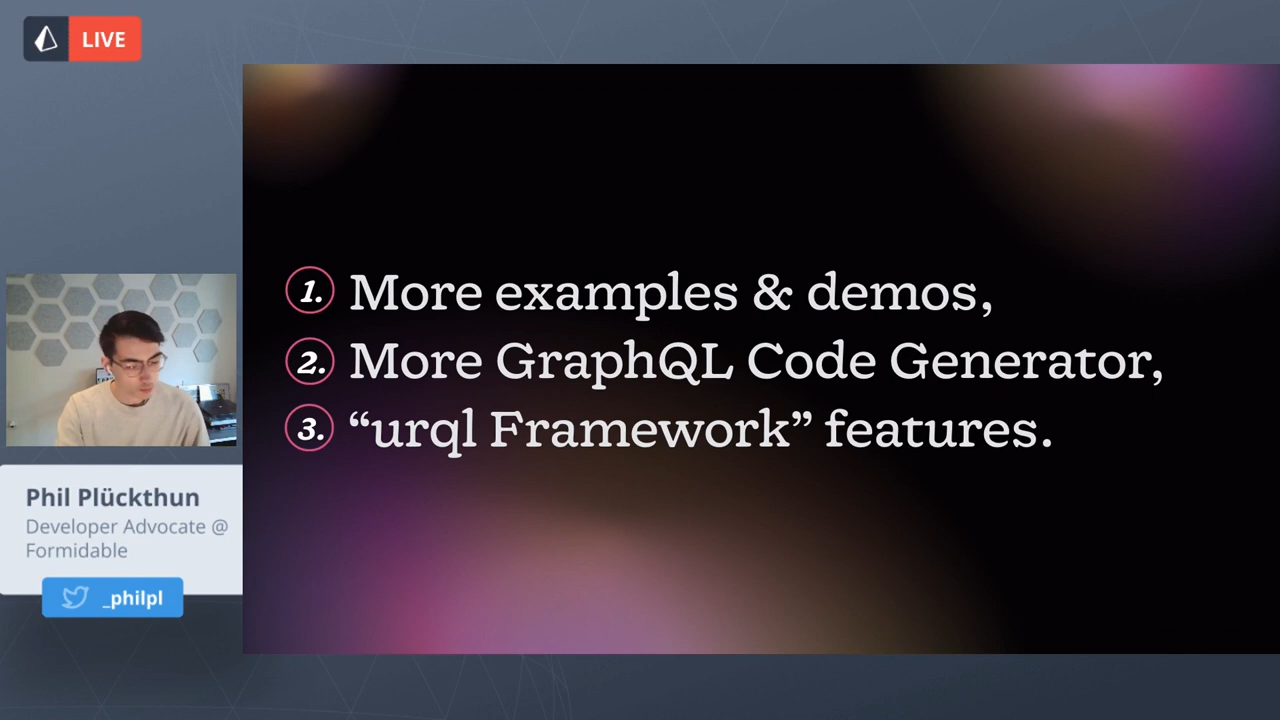 LIVE
1. More examples & demos,
2. More GraphQL Code Generator,
3. “urql Framework” features.
Phil Plückthun
Developer Advocate @
Formidable
_philpl